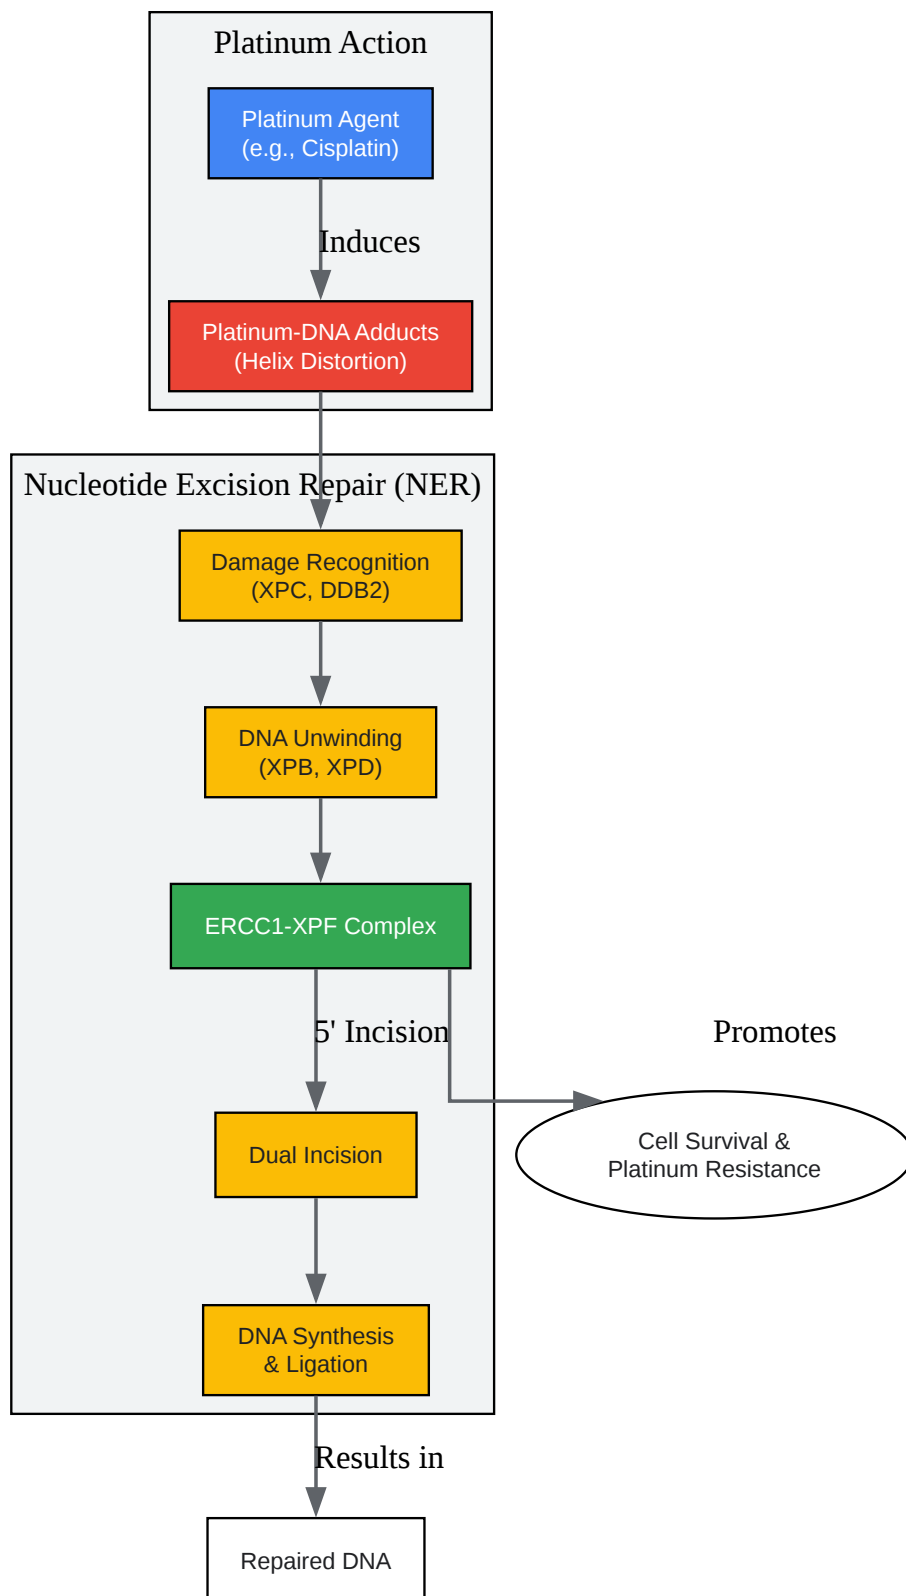 Platinum Action
Platinum Agent
(e.g., Cisplatin)
Induces
Platinum-DNA Adducts
(Helix Distortion)
Nucleotide Excision Repair (NER)
Damage Recognition
(XPC, DDB2)
DNA Unwinding
(XPB, XPD)
ERCC1-XPF Complex
5' Incision
Promotes
Dual Incision
Cell Survival &
Platinum Resistance
DNA Synthesis
& Ligation
Results in
Repaired DNA